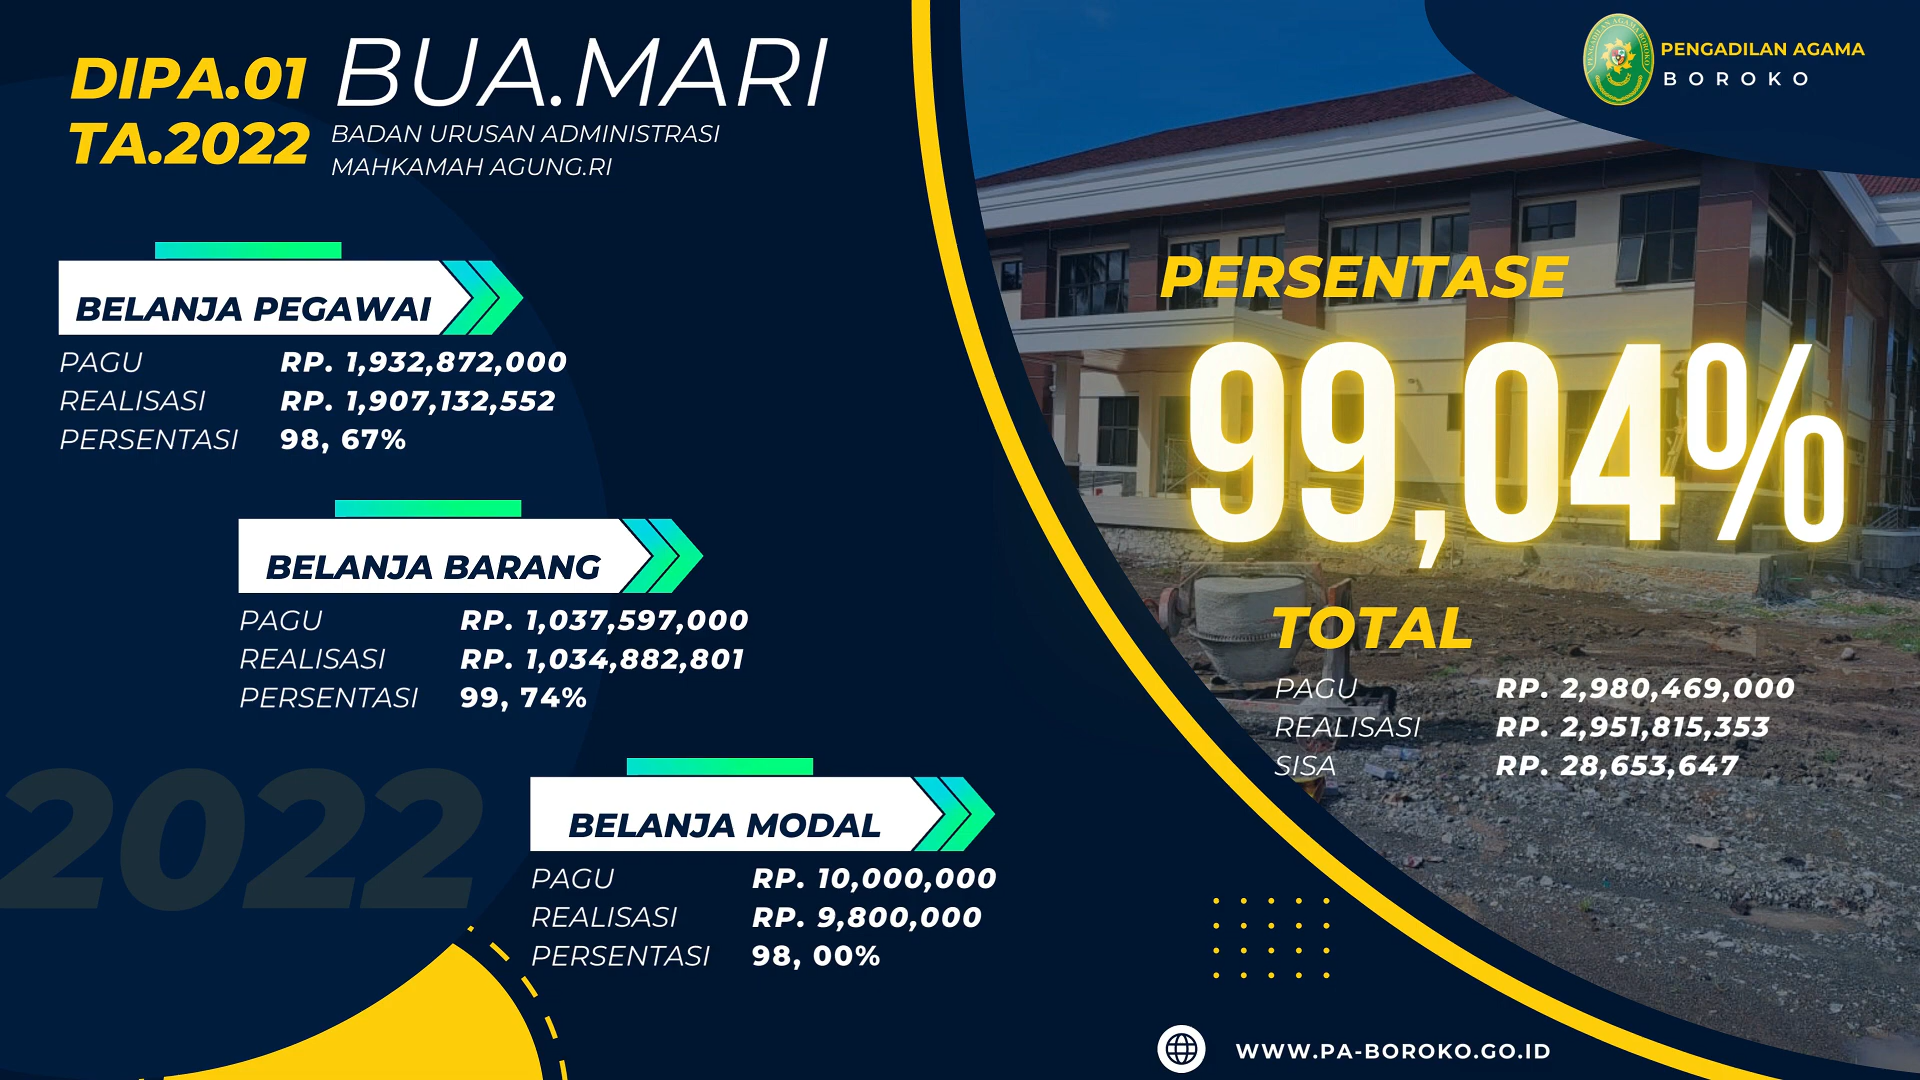 DIPA.01
TA.2022
BUA.MARI
BADAN URUSAN ADMINISTRASI
MAHKAMAH AGUNG.RI
PENGADILAN AGAMA
BOROKO
BELANJA PEGAWAI
PAGU RP. 1,932,872,000
REALISASI RP. 1,907,132,552
PERSENTASI 98, 67%
BELANJA BARANG
PAGU RP. 1,037,597,000
REALISASI RP. 1,034,882,801
PERSENTASI 99, 74%
2022
BELANJA MODAL
PAGU RP. 10,000,000
REALISASI RP. 9,800,000
PERSENTASI 98, 00%
PERSENTASE
99,04%
TOTAL
PAGU RP. 2,980,469,000
REALISASI RP. 2,951,815,353
SISA RP. 28,653,647
WWW.PA-BOROKO.GO.ID